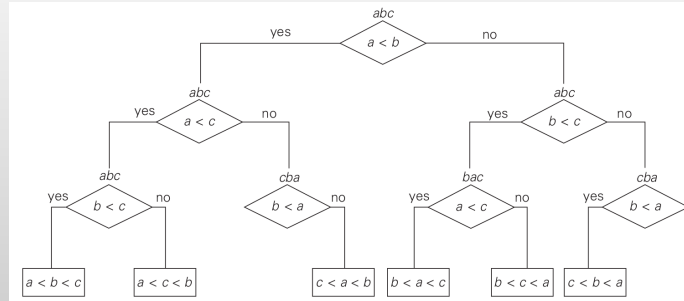 abc
yes
a < b
no
abc
abc
yes
a < c
no
yes
b < c
no
abc
cba
bac
cba
yes
b < c
no
b < a
no
yes
a < c
no
yes
b < a
a < b < c
a < c < b
c < a < b
b < a < c
b < c < a
c < b < a